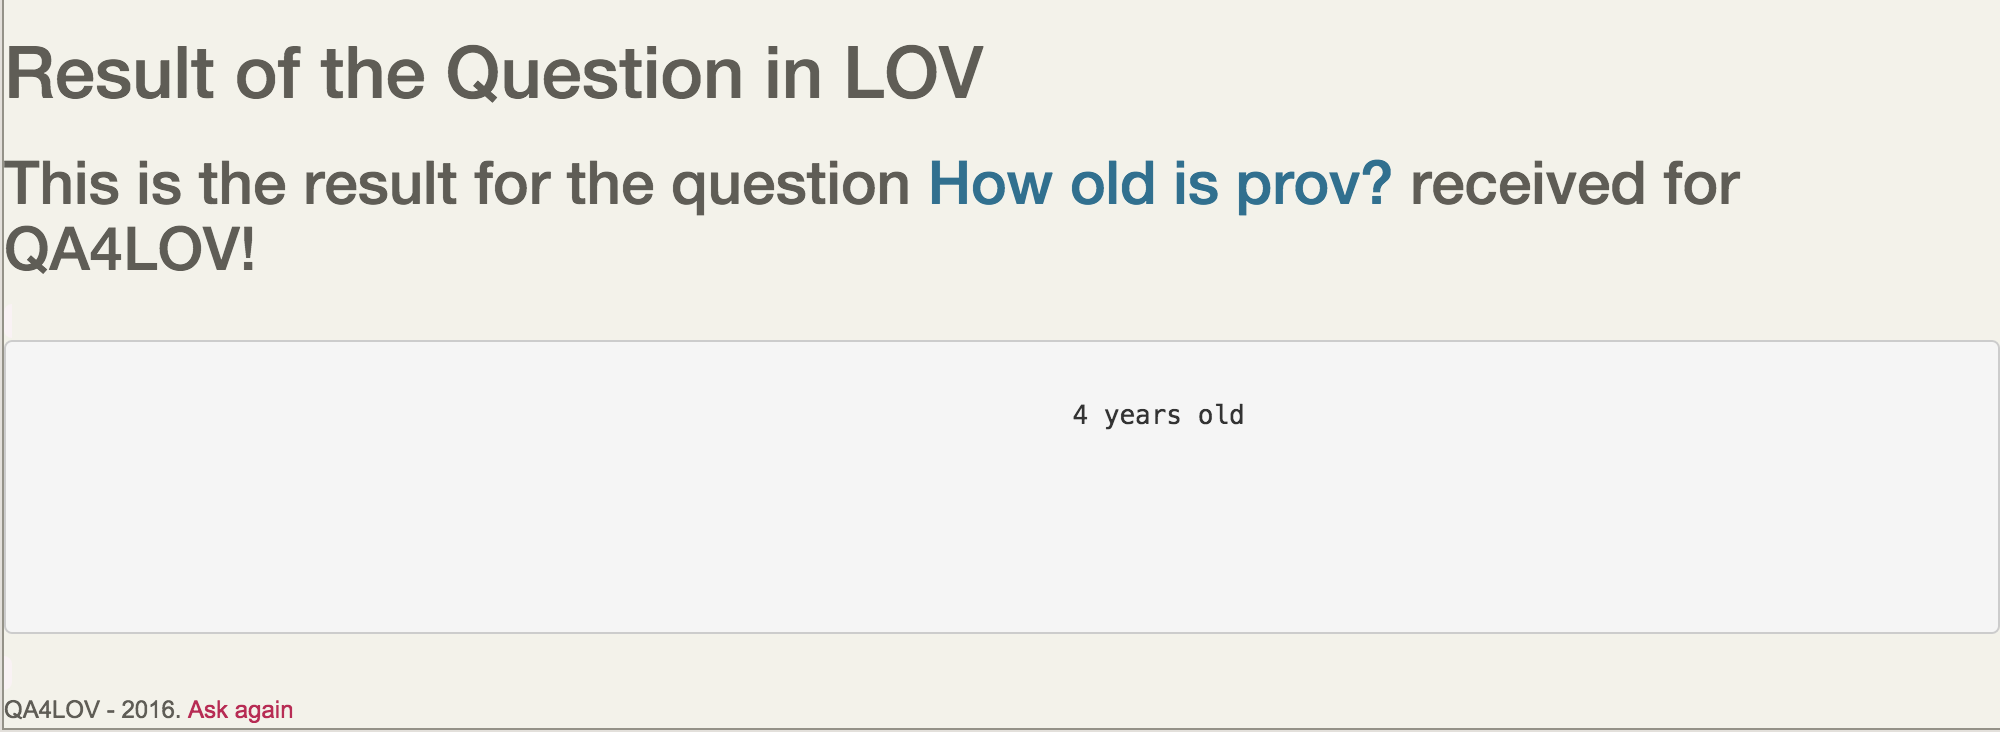 Result of the Question in LOV
This is the result for the question How old is prov? received for
QA4LOV!
4 years old
QA4LOV - 2016. Ask again